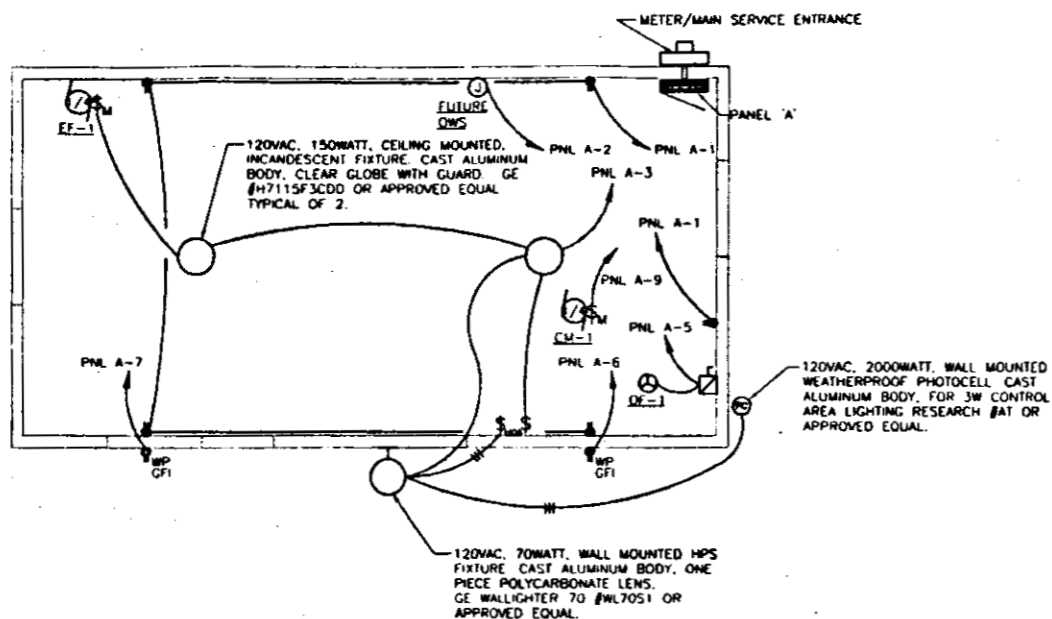 METER/MAIN SERVICE ENTRANCE
PANEL 'A'
EF-1
M
J
FUTURE
OWS
PNL A-2
PNL A-1
120VAC, 150WATT, CEILING MOUNTED,
INCANDESCENT FIXTURE. CAST ALUMINUM
BODY, CLEAR GLOBE WITH GUARD. GE
#H7115F3CDD OR APPROVED EQUAL
TYPICAL OF 2.
PNL A-3
PNL A-1
PNL A-9
M
CM-1
PNL A-5
PNL A-7
PNL A-6
OF-1
PC
120VAC, 2000WATT, WALL MOUNTED
WEATHERPROOF PHOTOCELL CAST
ALUMINUM BODY, FOR 3W CONTROL
AREA LIGHTING RESEARCH #AT OR
APPROVED EQUAL.
$ $
WP
GFI
WP
GFI
120VAC, 70WATT, WALL MOUNTED HPS
FIXTURE CAST ALUMINUM BODY, ONE
PIECE POLYCARBONATE LENS.
GE WALLIGHTER 70 #WL70S1 OR
APPROVED EQUAL.